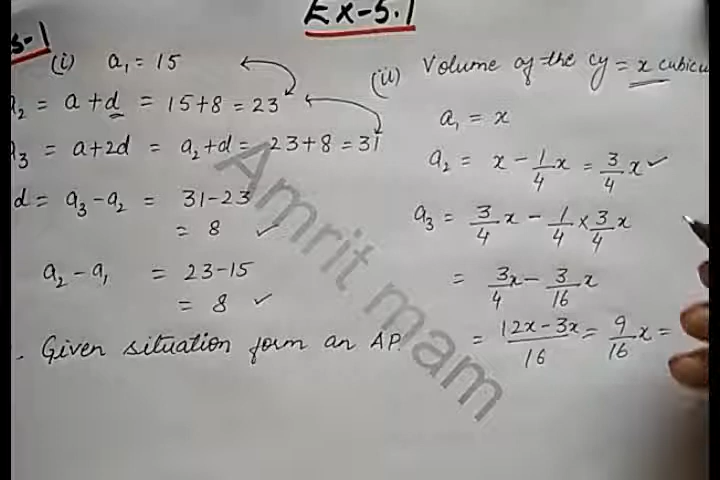 Ex-5.1
s-1
(i) a₁ = 15
a₂ = a+d = 15+8 = 23
a₃ = a+2d = a₂+d = 23+8 = 31
d = a₃-a₂ = 31-23
= 8 ✓
a₂-a₁ = 23-15
= 8 ✓
. Given situation form an AP.
(ii) Volume of the cy = x cubic u
a₁ = x
a₂ = x - 1/4 x = 3/4 x ✓
a₃ = 3/4 x - 1/4 × 3/4 x
= 3/4 x - 3/16 x
= 12x-3x/16 = 9/16 x =
Amrit mam